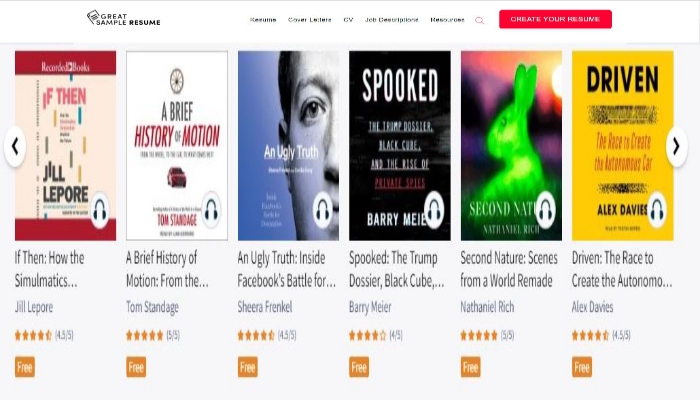 GREAT
SAMPLE RESUME
Resume Cover Letters CV Job Descriptions Resources
CREATE YOUR RESUME
Recorded Books
IF THEN
JILL
LEPORE
A BRIEF
HISTORY OF MOTION
FROM THE WHEEL, TO THE CAR, TO WHAT COMES NEXT
TOM STANDAGE
An Ugly Truth
Sheera Frenkel
Inside
Facebook's
Battle for
Domination
SPOOKED
THE TRUMP DOSSIER,
BLACK CUBE,
AND THE RISE OF
PRIVATE SPIES
BARRY MEIE
SECOND NATU
NATHANIEL RICH
DRIVEN
The Race to Create
the Autonomous Car
ALEX DAVIES
If Then: How the
Simulmatics...
Jill Lepore
(4.5/5)
Free
A Brief History of
Motion: From the...
Tom Standage
(5/5)
Free
An Ugly Truth: Inside
Facebook's Battle for...
Sheera Frenkel
(4.5/5)
Free
Spooked: The Trump
Dossier, Black Cube,...
Barry Meier
(4/5)
Free
Second Nature: Scenes
from a World Remade
Nathaniel Rich
(5/5)
Free
Driven: The Race to
Create the Autonomo...
Alex Davies
(4.5/5)
Free